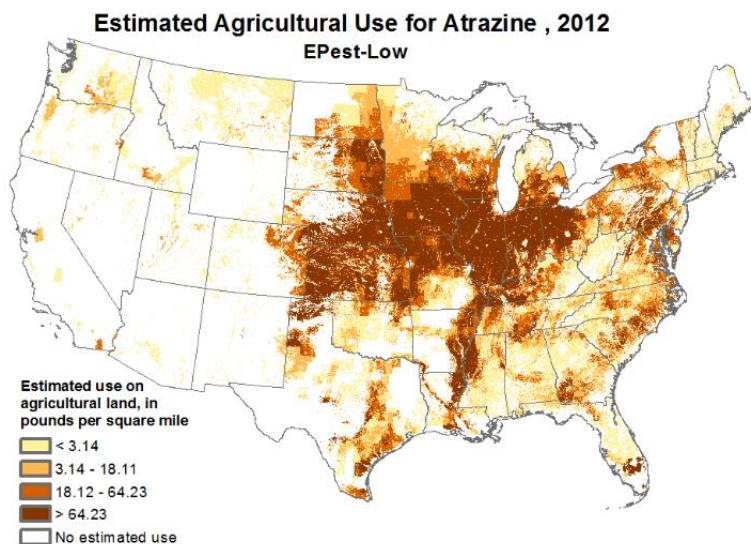 Estimated Agricultural Use for Atrazine , 2012
EPest-Low
Estimated use on
agricultural land, in
pounds per square mile
< 3.14
3.14 - 18.11
18.12 - 64.23
> 64.23
No estimated use